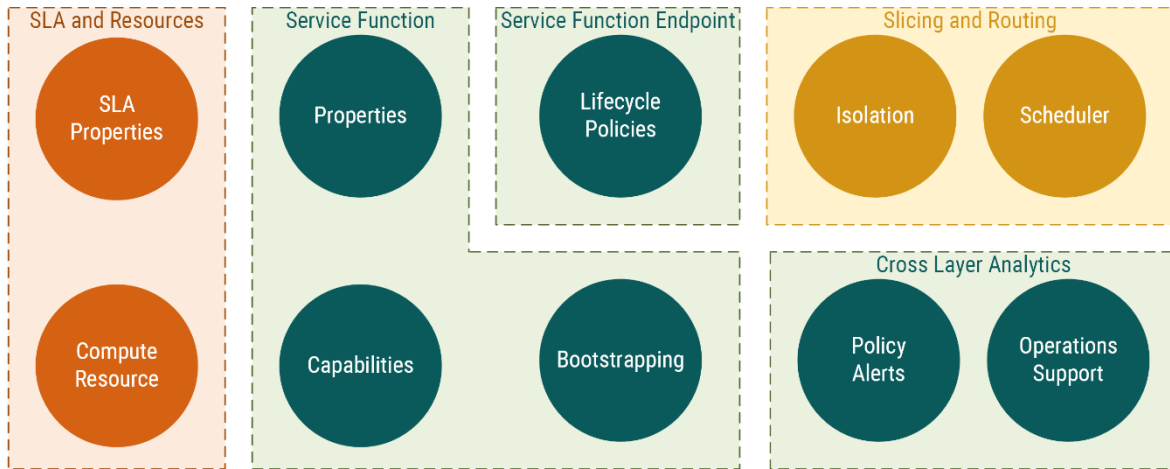 SLA and Resources
SLA
Properties
Compute
Resource
Service Function
Properties
Capabilities
Bootstrapping
Service Function Endpoint
Lifecycle
Policies
Slicing and Routing
Isolation
Scheduler
Cross Layer Analytics
Policy
Alerts
Operations
Support